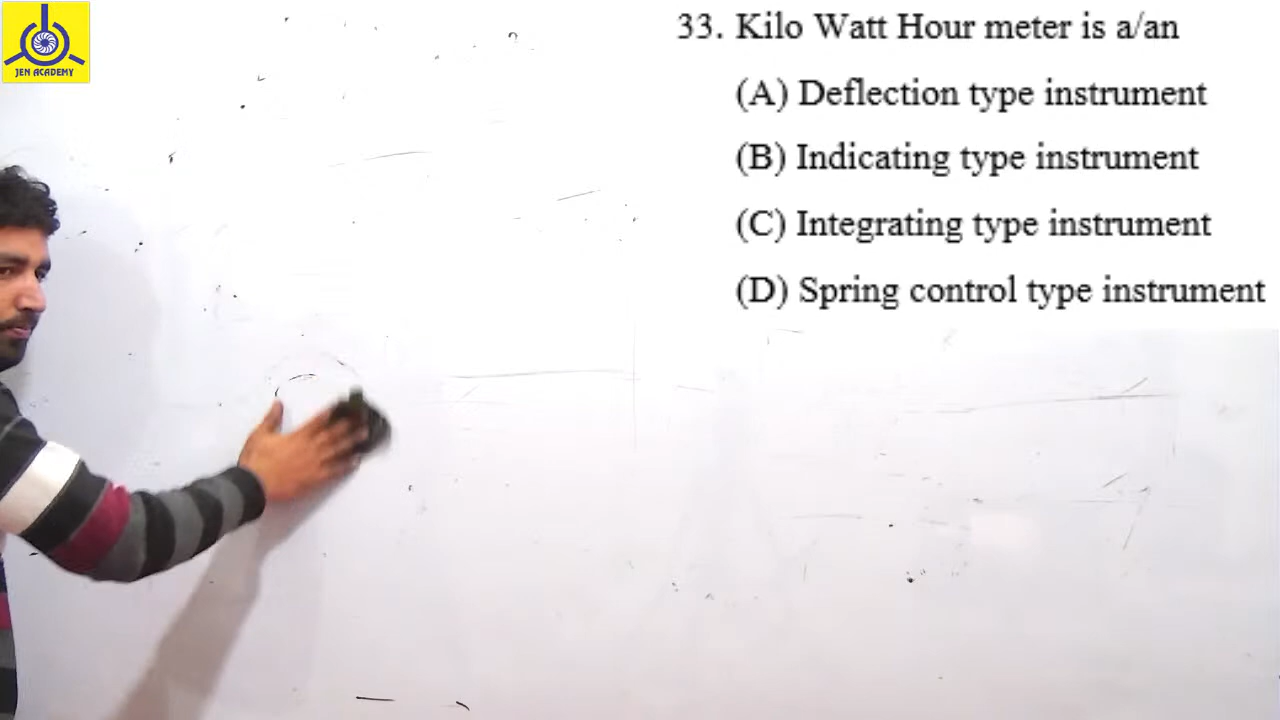 JEN ACADEMY
33. Kilo Watt Hour meter is a/an
(A) Deflection type instrument
(B) Indicating type instrument
(C) Integrating type instrument
(D) Spring control type instrument